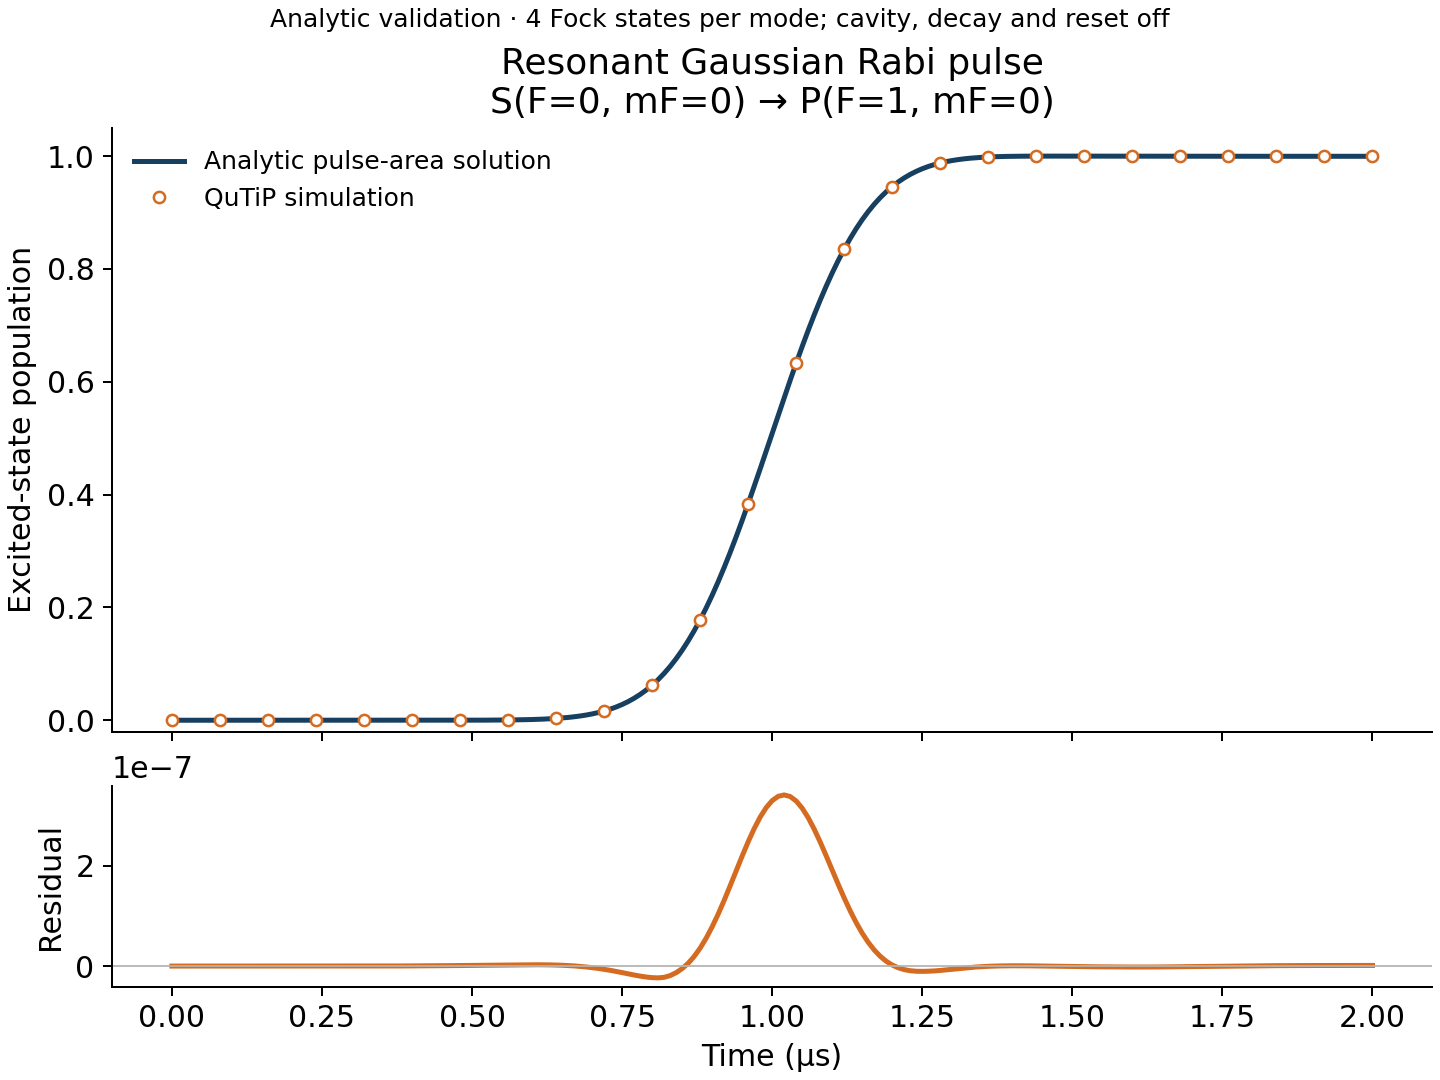 Analytic validation · 4 Fock states per mode; cavity, decay and reset off
Resonant Gaussian Rabi pulse
S(F=0, mF=0) → P(F=1, mF=0)
Analytic pulse-area solution
QuTiP simulation
Excited-state population
1.0
0.8
0.6
0.4
0.2
0.0
1e−7
Residual
2
0
0.00 0.25 0.50 0.75 1.00 1.25 1.50 1.75 2.00
Time (µs)